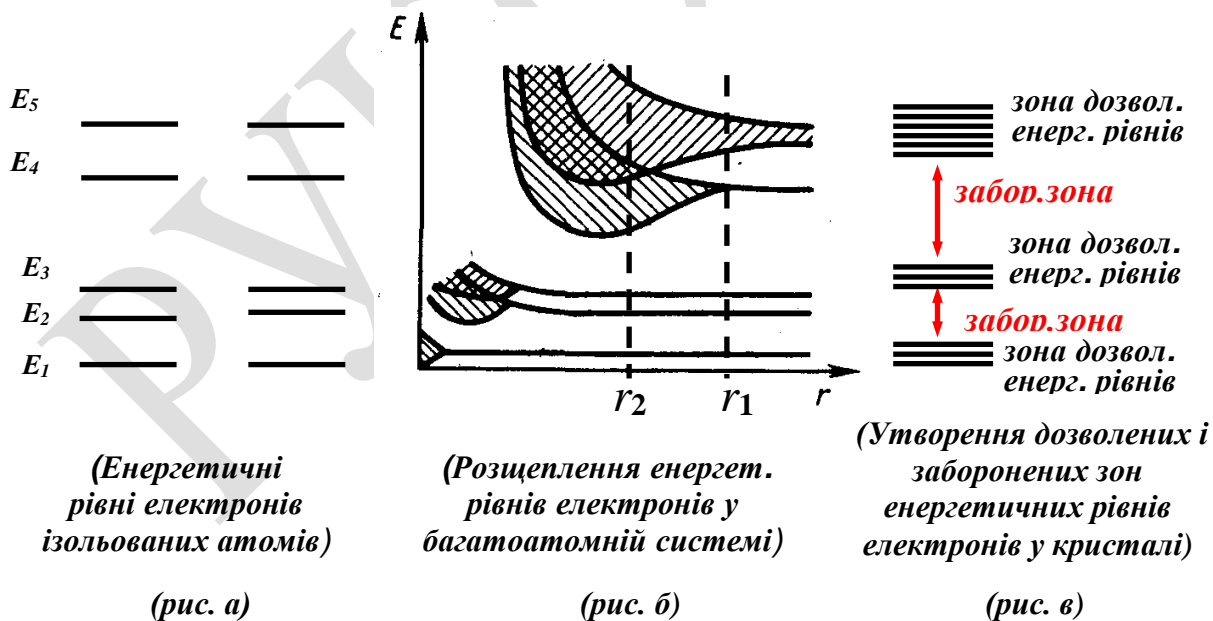 E5
E4
E3
E2
E1
E
r2
r1
r
зона дозвол.
енерг. рівнів
забор.зона
зона дозвол.
енерг. рівнів
забор.зона
зона дозвол.
енерг. рівнів
(Енергетичні
рівні електронів
ізольованих атомів)
(рис. а)
(Розщеплення енергет.
рівнів електронів у
багатоатомній системі)
(рис. б)
(Утворення дозволених і
заборонених зон
енергетичних рівнів
електронів у кристалі)
(рис. в)